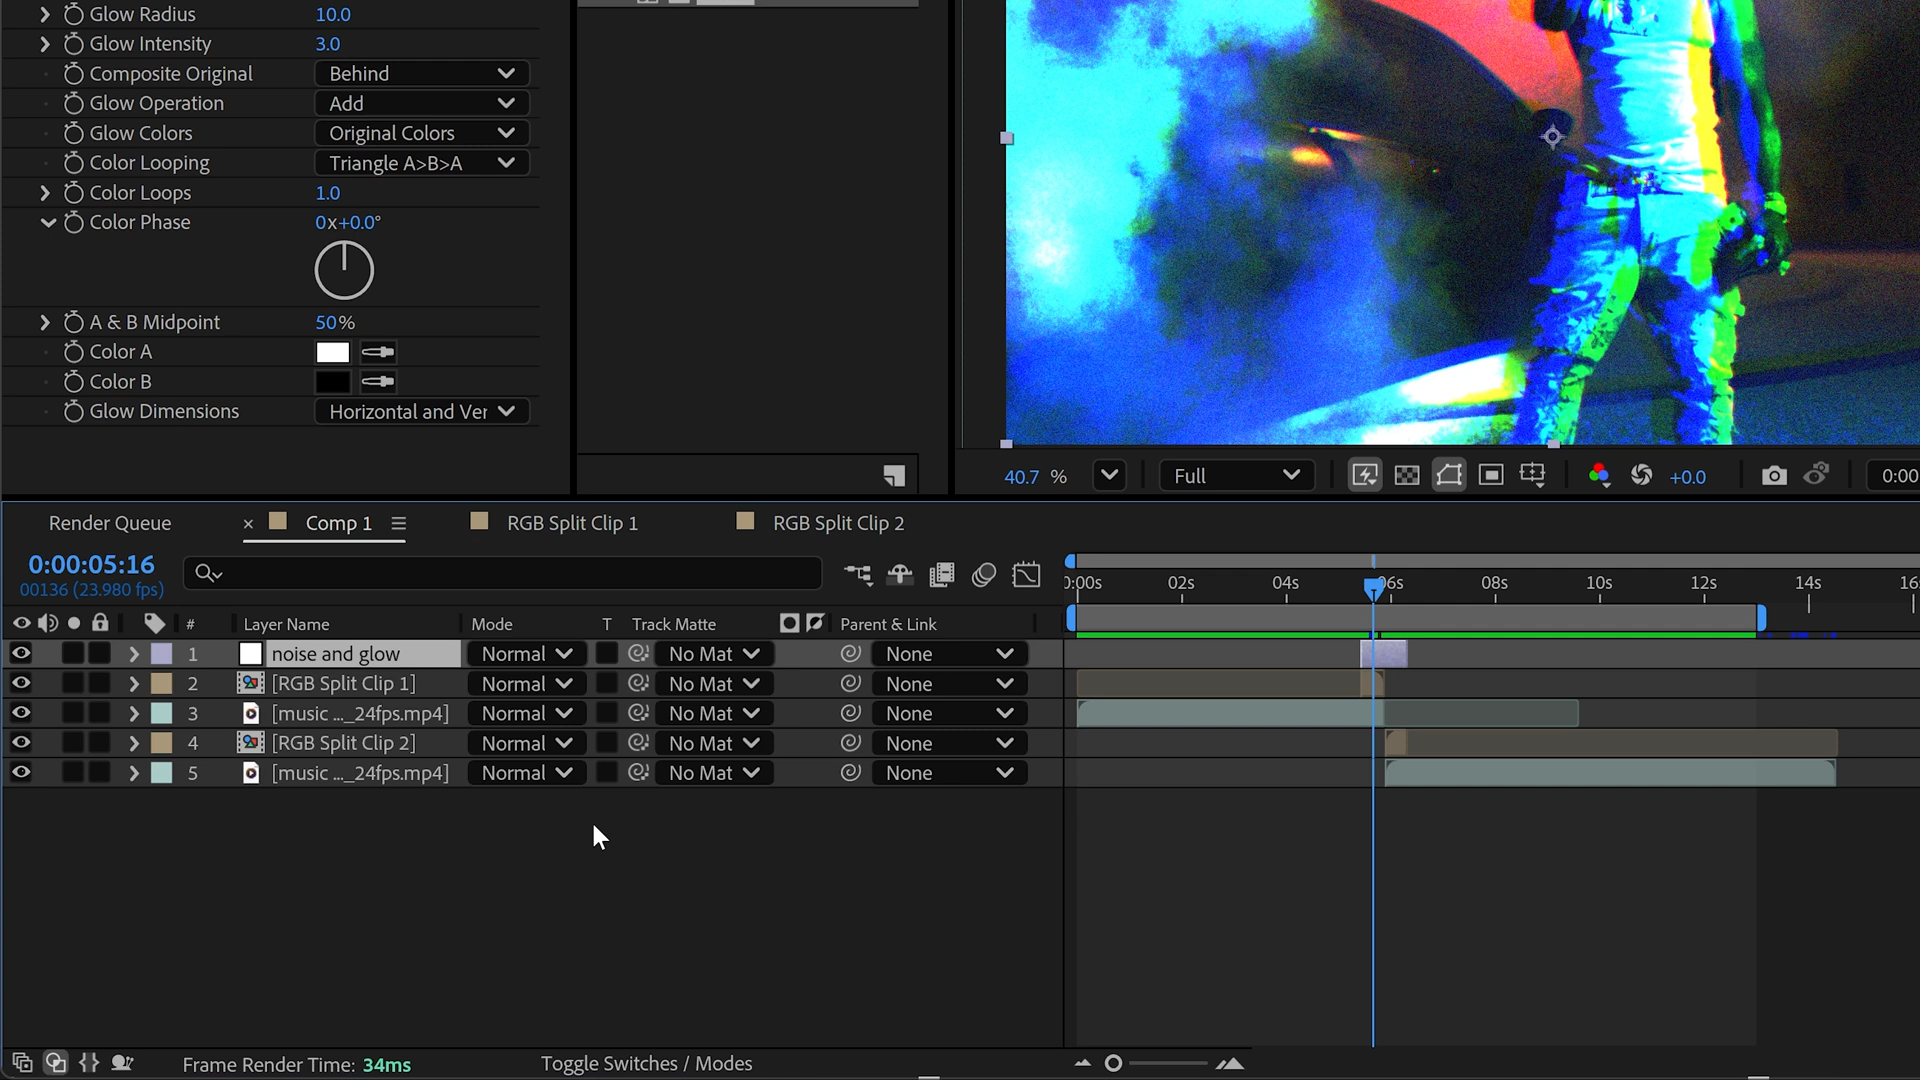 Glow Radius 10.0
Glow Intensity 3.0
Composite Original Behind
Glow Operation Add
Glow Colors Original Colors
Color Looping Triangle A>B>A
Color Loops 1.0
Color Phase 0x+0.0°
A & B Midpoint 50%
Color A
Color B
Glow Dimensions Horizontal and Ver
40.7 % Full +0.0 0:00
Render Queue × Comp 1 RGB Split Clip 1 RGB Split Clip 2
0:00:05:16
00136 (23.980 fps)
0:00s 02s 04s 06s 08s 10s 12s 14s 16
# Layer Name Mode T Track Matte Parent & Link
1 noise and glow Normal No Mat None
2 [RGB Split Clip 1] Normal No Mat None
3 [music ..._24fps.mp4] Normal No Mat None
4 [RGB Split Clip 2] Normal No Mat None
5 [music ..._24fps.mp4] Normal No Mat None
Frame Render Time: 34ms Toggle Switches / Modes